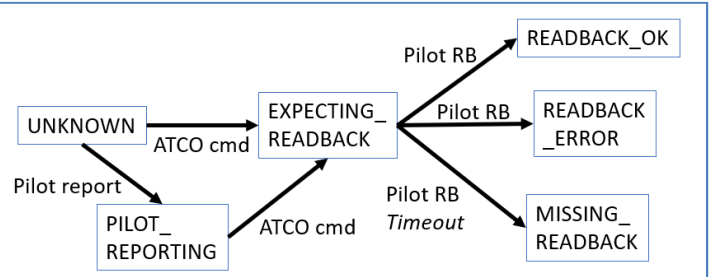 READBACK_OK
Pilot RB
EXPECTING_
READBACK
Pilot RB
READBACK
_ERROR
UNKNOWN
ATCO cmd
Pilot report
Pilot RB
Timeout
MISSING_
READBACK
PILOT_
REPORTING
ATCO cmd